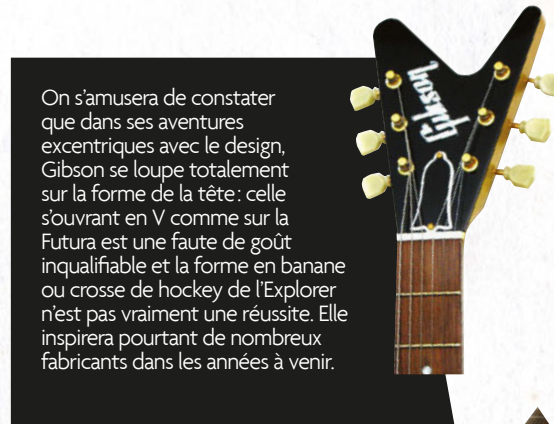 On s’amusera de constater
que dans ses aventures
excentriques avec le design,
Gibson se loupe totalement
sur la forme de la tête : celle
s’ouvrant en V comme sur la
Futura est une faute de goût
inqualifiable et la forme en banane
ou crosse de hockey de l’Explorer
n’est pas vraiment une réussite. Elle
inspirera pourtant de nombreux
fabricants dans les années à venir.
Gibson